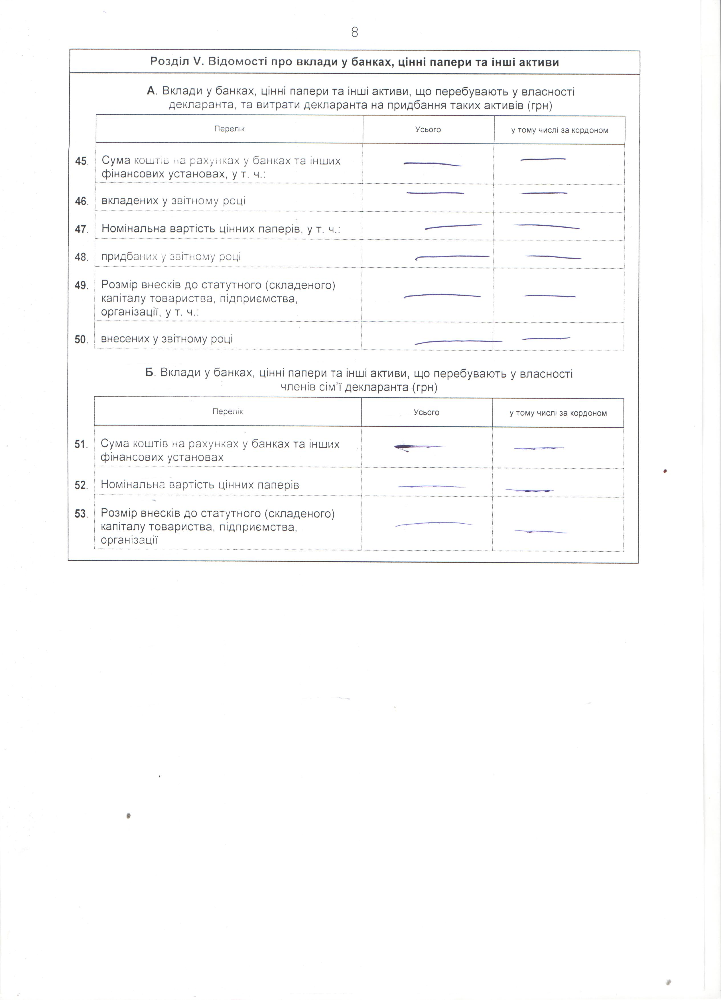 8
Розділ V. Відомості про вклади у банках, цінні папери та інші активи
А. Вклади у банках, цінні папери та інші активи, що перебувають у власності
декларанта, та витрати декларанта на придбання таких активів (грн)
Перелік Усього у тому числі за кордоном
45. Сума коштів на рахунках у банках та інших — —
фінансових установах, у т. ч.:
46. вкладених у звітному році — —
47. Номінальна вартість цінних паперів, у т. ч.: — —
48. придбаних у звітному році — —
49. Розмір внесків до статутного (складеного)
капіталу товариства, підприємства, — —
організації, у т. ч.:
50. внесених у звітному році — —
Б. Вклади у банках, цінні папери та інші активи, що перебувають у власності
членів сім'ї декларанта (грн)
Перелік Усього у тому числі за кордоном
51. Сума коштів на рахунках у банках та інших — —
фінансових установах
52. Номінальна вартість цінних паперів — —
53. Розмір внесків до статутного (складеного)
капіталу товариства, підприємства, — —
організації